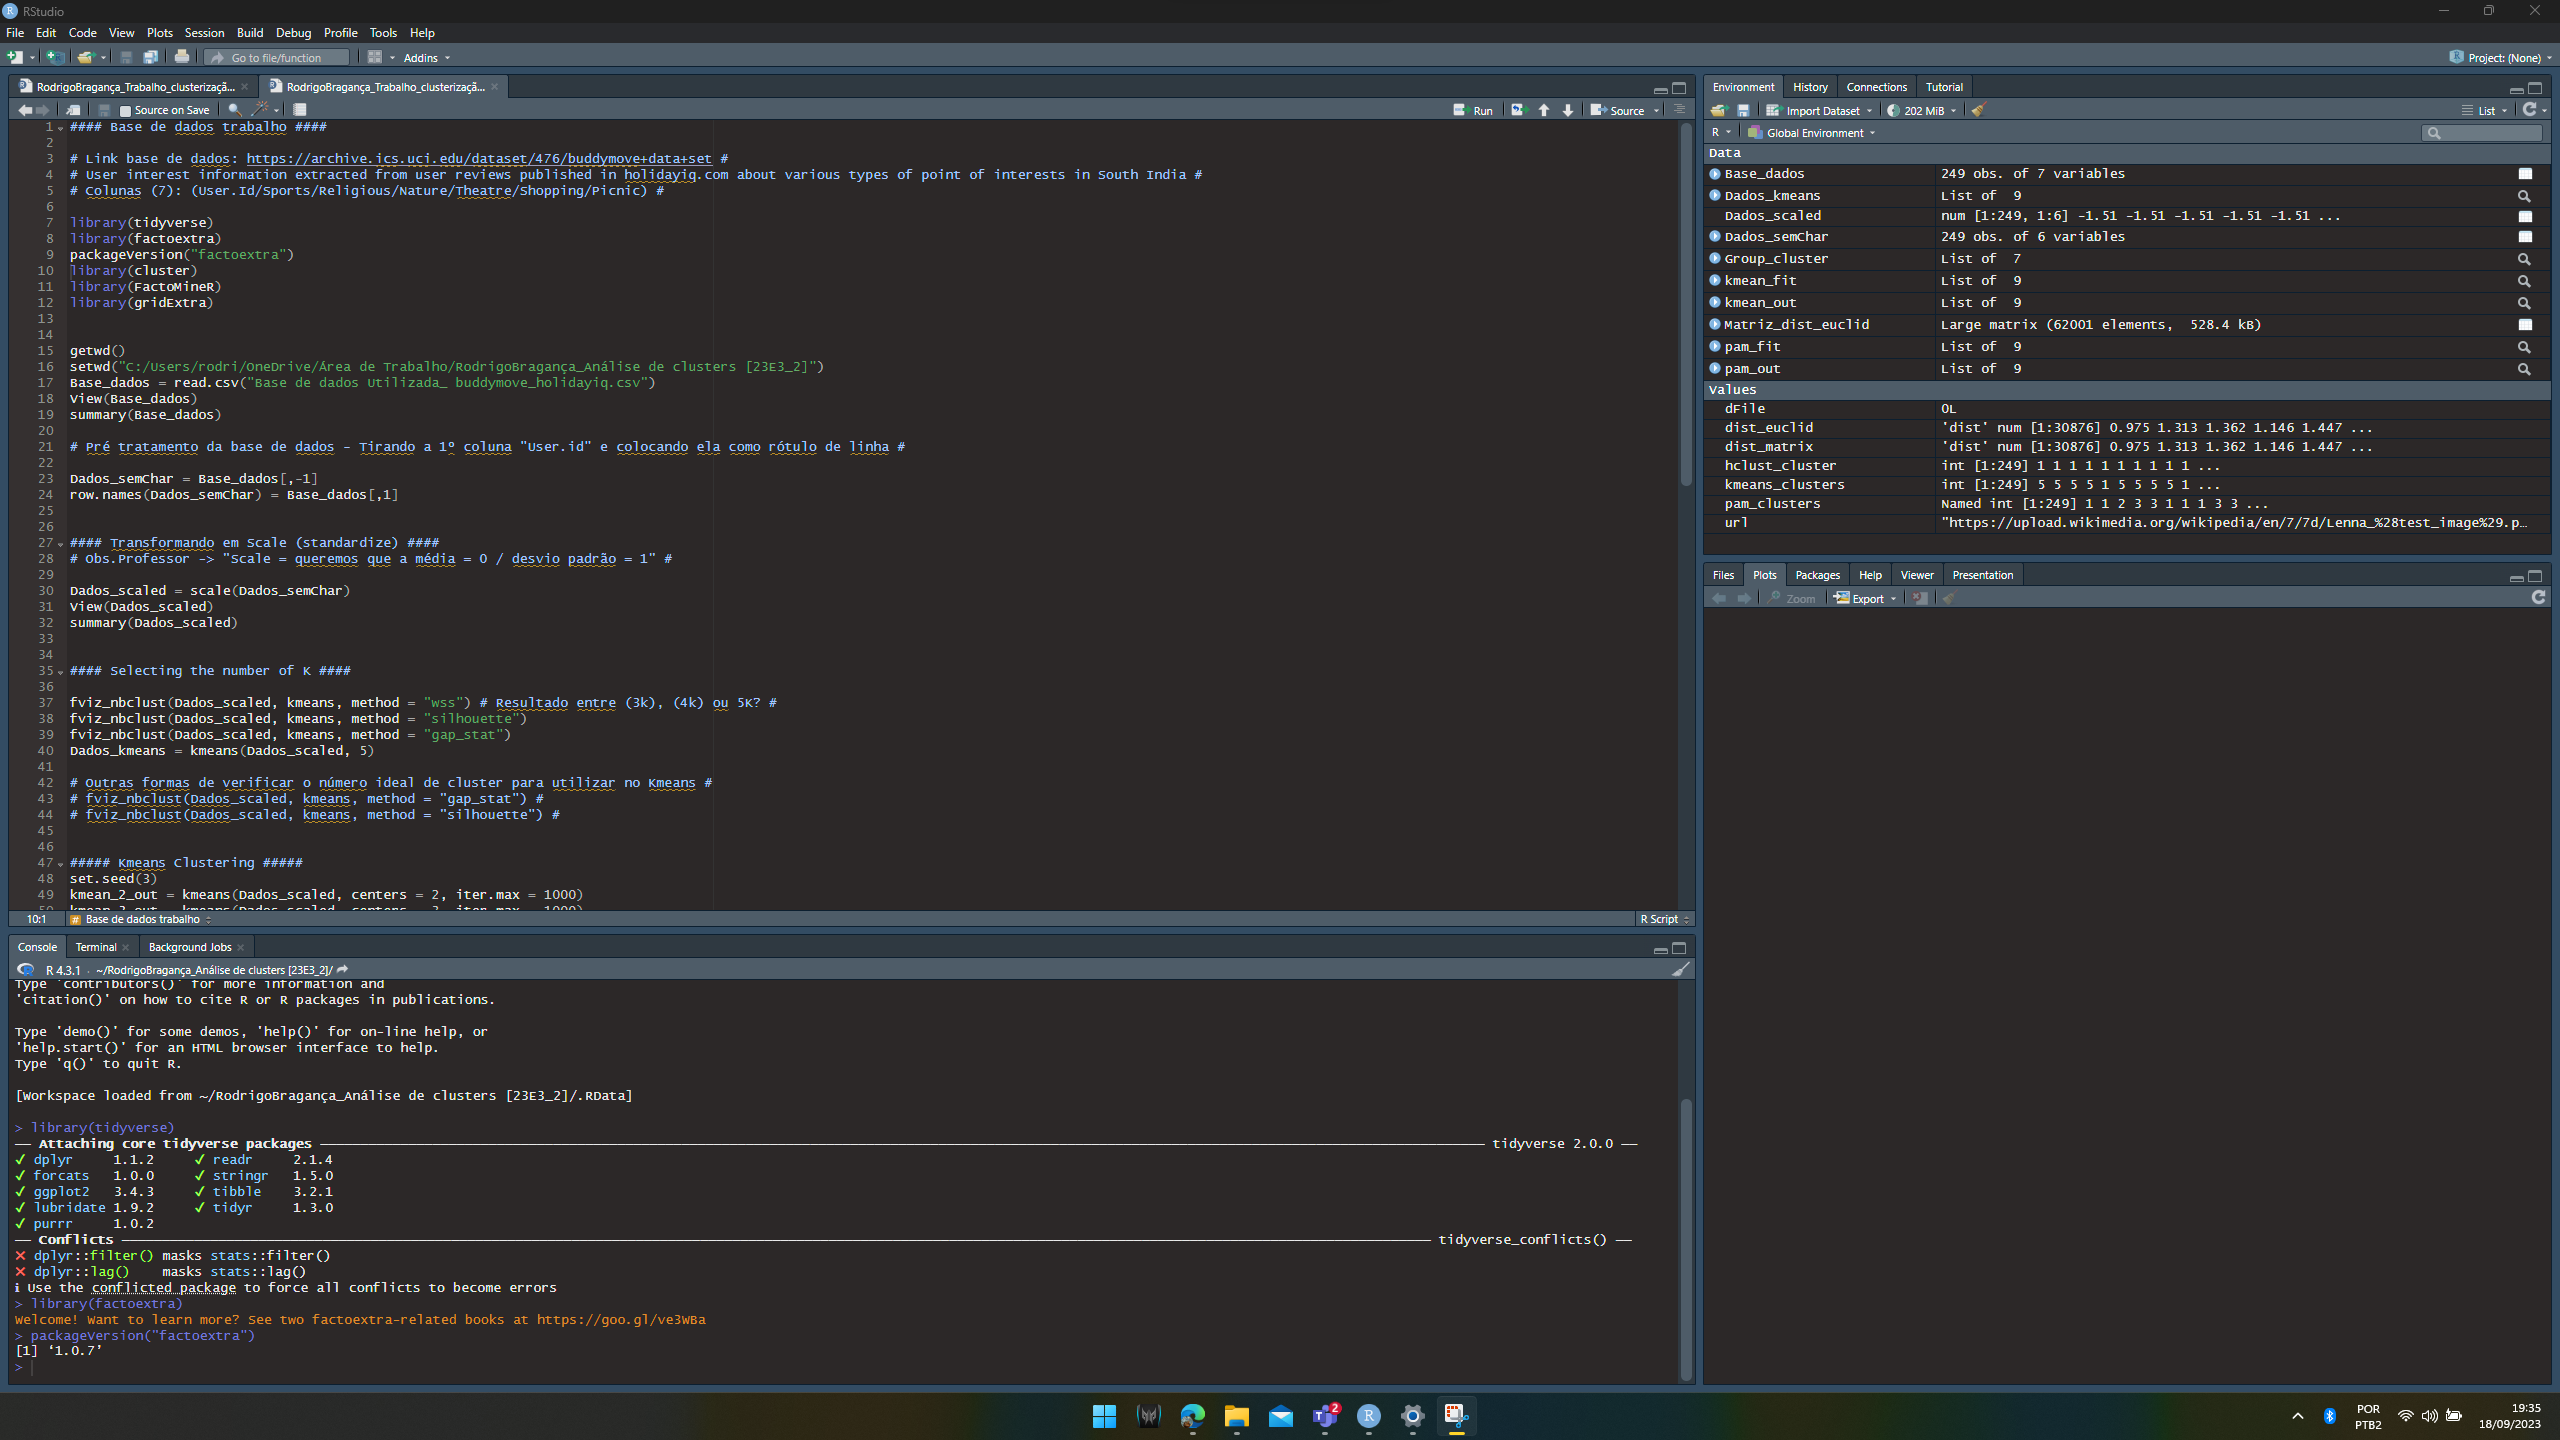 RStudio
File Edit Code View Plots Session Build Debug Profile Tools Help
Go to file/function Addins Project: (None)
RodrigoBragança_Trabalho_clusterizaçã... RodrigoBragança_Trabalho_clusterizaçã...
Source on Save Run Source
1 #### Base de dados trabalho ####
2
3 # Link base de dados: https://archive.ics.uci.edu/dataset/476/buddymove+data+set #
4 # User interest information extracted from user reviews published in holidayiq.com about various types of point of interests in South India #
5 # Colunas (7): (User.Id/Sports/Religious/Nature/Theatre/Shopping/Picnic) #
6
7 library(tidyverse)
8 library(factoextra)
9 packageVersion("factoextra")
10 library(cluster)
11 library(FactoMineR)
12 library(gridExtra)
13
14
15 getwd()
16 setwd("C:/Users/rodri/OneDrive/Área de Trabalho/RodrigoBragança_Análise de clusters [23E3_2]")
17 Base_dados = read.csv("Base de dados Utilizada_ buddymove_holidayiq.csv")
18 View(Base_dados)
19 summary(Base_dados)
20
21 # Pré tratamento da base de dados - Tirando a 1º coluna "User.id" e colocando ela como rótulo de linha #
22
23 Dados_semChar = Base_dados[,-1]
24 row.names(Dados_semChar) = Base_dados[,1]
25
26
27 #### Transformando em Scale (standardize) ####
28 # Obs.Professor -> "Scale = queremos que a média = 0 / desvio padrão = 1" #
29
30 Dados_scaled = scale(Dados_semChar)
31 View(Dados_scaled)
32 summary(Dados_scaled)
33
34
35 #### Selecting the number of K ####
36
37 fviz_nbclust(Dados_scaled, kmeans, method = "wss") # Resultado entre (3k), (4k) ou 5K? #
38 fviz_nbclust(Dados_scaled, kmeans, method = "silhouette")
39 fviz_nbclust(Dados_scaled, kmeans, method = "gap_stat")
40 Dados_kmeans = kmeans(Dados_scaled, 5)
41
42 # Outras formas de verificar o número ideal de cluster para utilizar no Kmeans #
43 # fviz_nbclust(Dados_scaled, kmeans, method = "gap_stat") #
44 # fviz_nbclust(Dados_scaled, kmeans, method = "silhouette") #
45
46
47 ##### Kmeans Clustering #####
48 set.seed(3)
49 kmean_2_out = kmeans(Dados_scaled, centers = 2, iter.max = 1000)
10:1 Base de dados trabalho R Script
Console Terminal Background Jobs
R 4.3.1 · ~/RodrigoBragança_Análise de clusters [23E3_2]/
Type 'contributors()' for more information and
'citation()' on how to cite R or R packages in publications.
Type 'demo()' for some demos, 'help()' for on-line help, or
'help.start()' for an HTML browser interface to help.
Type 'q()' to quit R.
[Workspace loaded from ~/RodrigoBragança_Análise de clusters [23E3_2]/.RData]
> library(tidyverse)
── Attaching core tidyverse packages ── tidyverse 2.0.0 ──
✔ dplyr 1.1.2 ✔ readr 2.1.4
✔ forcats 1.0.0 ✔ stringr 1.5.0
✔ ggplot2 3.4.3 ✔ tibble 3.2.1
✔ lubridate 1.9.2 ✔ tidyr 1.3.0
✔ purrr 1.0.2
── Conflicts ── tidyverse_conflicts() ──
✖ dplyr::filter() masks stats::filter()
✖ dplyr::lag() masks stats::lag()
ℹ Use the conflicted package to force all conflicts to become errors
> library(factoextra)
Welcome! Want to learn more? See two factoextra-related books at https://goo.gl/ve3WBa
> packageVersion("factoextra")
[1] ‘1.0.7’
>
Environment History Connections Tutorial
Import Dataset 202 MiB List
R Global Environment
Data
Base_dados 249 obs. of 7 variables
Dados_kmeans List of 9
Dados_scaled num [1:249, 1:6] -1.51 -1.51 -1.51 -1.51 -1.51 ...
Dados_semChar 249 obs. of 6 variables
Group_cluster List of 7
kmean_fit List of 9
kmean_out List of 9
Matriz_dist_euclid Large matrix (62001 elements, 528.4 kB)
pam_fit List of 9
pam_out List of 9
Values
dFile 0L
dist_euclid 'dist' num [1:30876] 0.975 1.313 1.362 1.146 1.447 ...
dist_matrix 'dist' num [1:30876] 0.975 1.313 1.362 1.146 1.447 ...
hclust_cluster int [1:249] 1 1 1 1 1 1 1 1 1 1 ...
kmeans_clusters int [1:249] 5 5 5 5 1 5 5 5 5 1 ...
pam_clusters Named int [1:249] 1 1 2 3 3 1 1 1 3 3 ...
url "https://upload.wikimedia.org/wikipedia/en/7/7d/Lenna_%28test_image%29.p…
Files Plots Packages Help Viewer Presentation
Zoom Export
2
POR
PTB2
19:35
18/09/2023